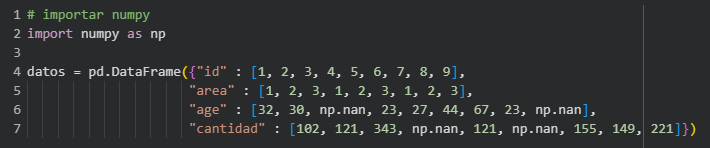 1 # importar numpy
2 import numpy as np
3
4 datos = pd.DataFrame({"id" : [1, 2, 3, 4, 5, 6, 7, 8, 9],
5 "area" : [1, 2, 3, 1, 2, 3, 1, 2, 3],
6 "age" : [32, 30, np.nan, 23, 27, 44, 67, 23, np.nan],
7 "cantidad" : [102, 121, 343, np.nan, 121, np.nan, 155, 149, 221]})